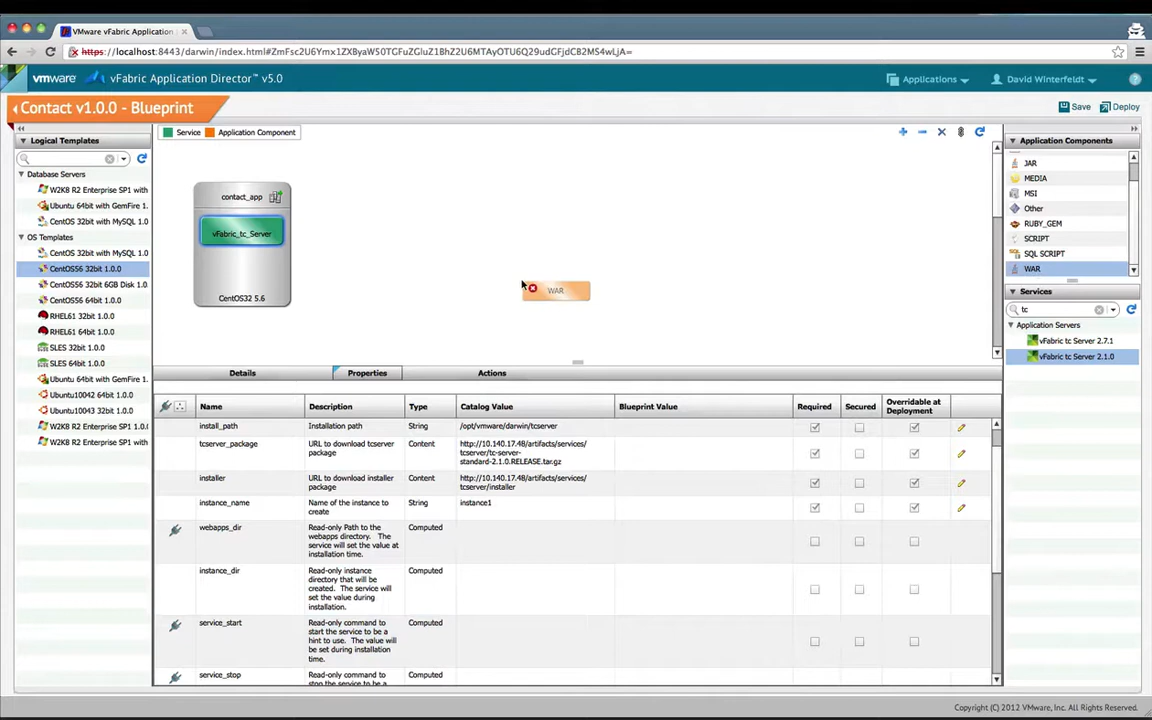 VMware vFabric Application
https://localhost:8443/darwin/index.html#ZmFsc2U6Ymx1ZXByaW50OTGFuZGluZ1BhZ2U6MTAyOTU6Q29udGFjdCB2MS4wLjA=
vmware vFabric Application Director v5.0 Applications David Winterfeldt ?
Contact v1.0.0 - Blueprint Save Deploy
Logical Templates
Database Servers
W2K8 R2 Enterprise SP1 with
Ubuntu 64bit with GemFire 1.
CentOS 32bit with MySQL 1.0
OS Templates
CentOS 32bit with MySQL 1.0
CentOS56 32bit 1.0.0
CentOS56 32bit 6GB Disk 1.0
CentOS56 64bit 1.0.0
RHEL61 32bit 1.0.0
RHEL61 64bit 1.0.0
SLES 32bit 1.0.0
SLES 64bit 1.0.0
Ubuntu 64bit with GemFire 1.
Ubuntu10042 64bit 1.0.0
Ubuntu10043 32bit 1.0.0
W2K8 R2 Enterprise SP1 1.0.
W2K8 R2 Enterprise SP1 with
Service Application Component
contact_app
vFabric_tc_Server
CentOS32 5.6
WAR
Application Components
JAR
MEDIA
MSI
Other
RUBY_GEM
SCRIPT
SQL SCRIPT
WAR
Services
tc
Application Servers
vFabric tc Server 2.7.1
vFabric tc Server 2.1.0
Details Properties Actions
Name Description Type Catalog Value Blueprint Value Required Secured Overridable at
Deployment
install_path Installation path String /opt/vmware/darwin/tcserver
tcserver_package URL to download tcserver Content http://10.140.17.48/artifacts/services/
package tcserver/tc-server-
standard-2.1.0.RELEASE.tar.gz
installer URL to download installer Content http://10.140.17.48/artifacts/services/
package tcserver/installer
instance_name Name of the instance to String instance1
create
webapps_dir Read-only Path to the Computed
webapps directory. The
service will set the value at
installation time.
instance_dir Read-only instance Computed
directory that will be
created. The service will
set the value during
installation.
service_start Read-only command to Computed
start the service to be a
hint to use. The value will
be set during installation
time.
service_stop Read-only command to Computed
stop the service to be a
Copyright (C) 2012 VMware, Inc. All Rights Reserved.